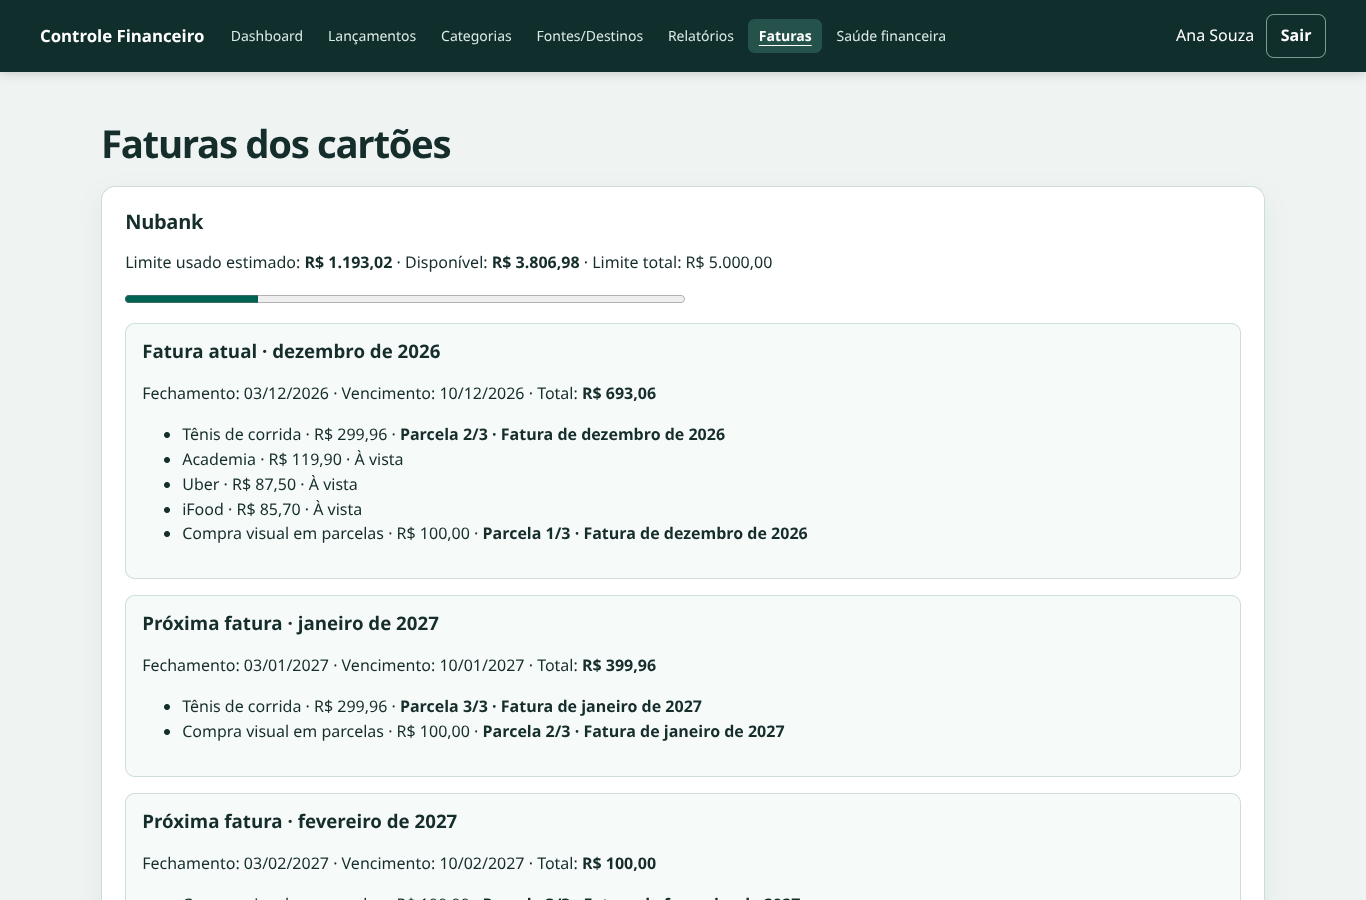 Controle Financeiro Dashboard Lançamentos Categorias Fontes/Destinos Relatórios Faturas Saúde financeira Ana Souza Sair
Faturas dos cartões
Nubank
Limite usado estimado: R$ 1.193,02 · Disponível: R$ 3.806,98 · Limite total: R$ 5.000,00
Fatura atual · dezembro de 2026
Fechamento: 03/12/2026 · Vencimento: 10/12/2026 · Total: R$ 693,06
• Tênis de corrida · R$ 299,96 · Parcela 2/3 · Fatura de dezembro de 2026
• Academia · R$ 119,90 · À vista
• Uber · R$ 87,50 · À vista
• iFood · R$ 85,70 · À vista
• Compra visual em parcelas · R$ 100,00 · Parcela 1/3 · Fatura de dezembro de 2026
Próxima fatura · janeiro de 2027
Fechamento: 03/01/2027 · Vencimento: 10/01/2027 · Total: R$ 399,96
• Tênis de corrida · R$ 299,96 · Parcela 3/3 · Fatura de janeiro de 2027
• Compra visual em parcelas · R$ 100,00 · Parcela 2/3 · Fatura de janeiro de 2027
Próxima fatura · fevereiro de 2027
Fechamento: 03/02/2027 · Vencimento: 10/02/2027 · Total: R$ 100,00